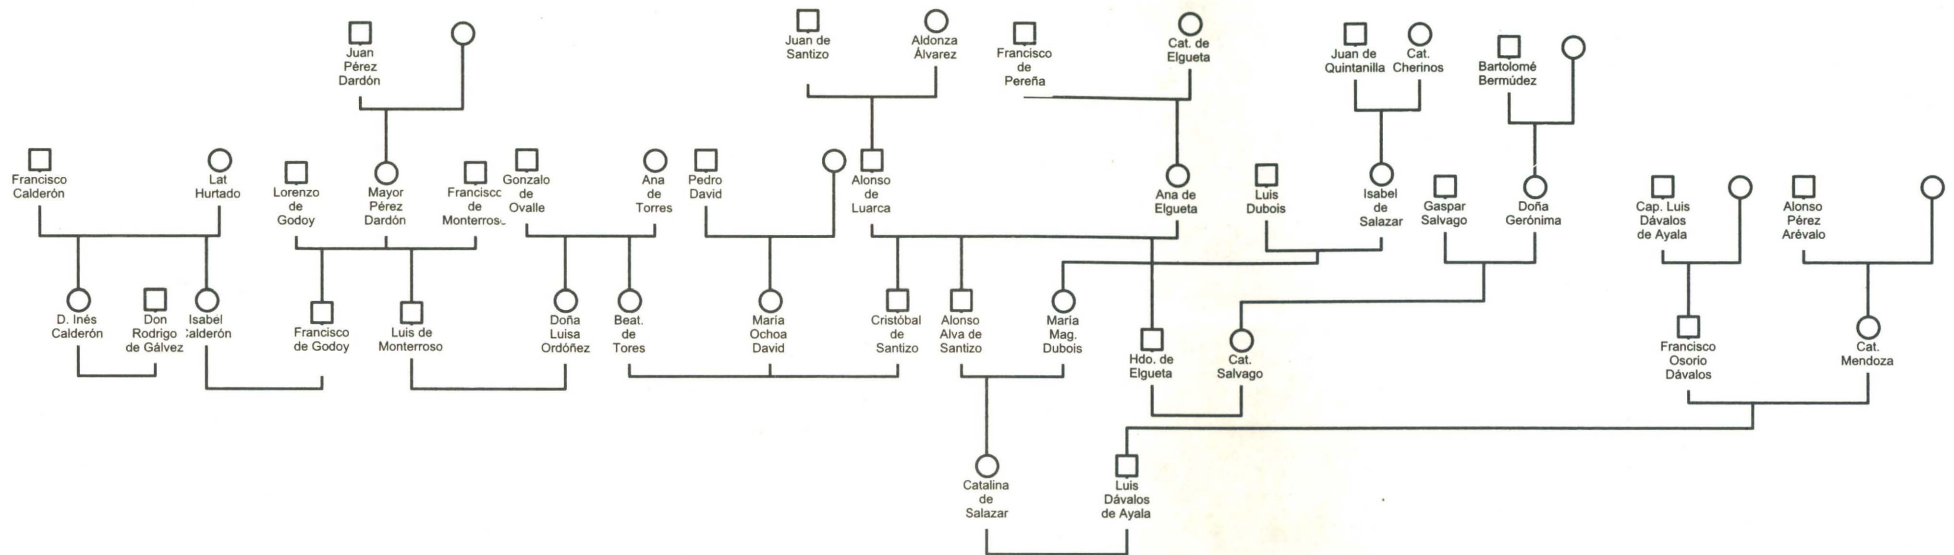 Juan
Pérez
Dardón
Juan de
Santizo
Aldonza
Álvarez
Francisco
de
Pereña
Cat. de
Elgueta
Juan de
Quintanilla
Cat.
Cherinos
Bartolomé
Bermúdez
Francisco
Calderón
Lat
Hurtado
Lorenzo
de
Godoy
Mayor
Pérez
Dardón
Francisco
de
Monterroso
Gonzalo
de
Ovalle
Ana
de
Torres
Pedro
David
Alonso
de
Luarca
Ana de
Elgueta
Luis
Dubois
Isabel
de
Salazar
Gaspar
Salvago
Doña
Gerónima
Cap. Luis
Dávalos
de Ayala
Alonso
Pérez
Arévalo
D. Inés
Calderón
Don
Rodrigo
de Gálvez
Isabel
Calderón
Francisco
de Godoy
Luis de
Monterroso
Doña
Luisa
Ordóñez
Beat.
de
Tores
María
Ochoa
David
Cristóbal
de
Santizo
Alonso
Alva de
Santizo
María
Mag.
Dubois
Hdo. de
Elgueta
Cat.
Salvago
Francisco
Osorio
Dávalos
Cat.
Mendoza
Catalina
de
Salazar
Luis
Dávalos
de Ayala